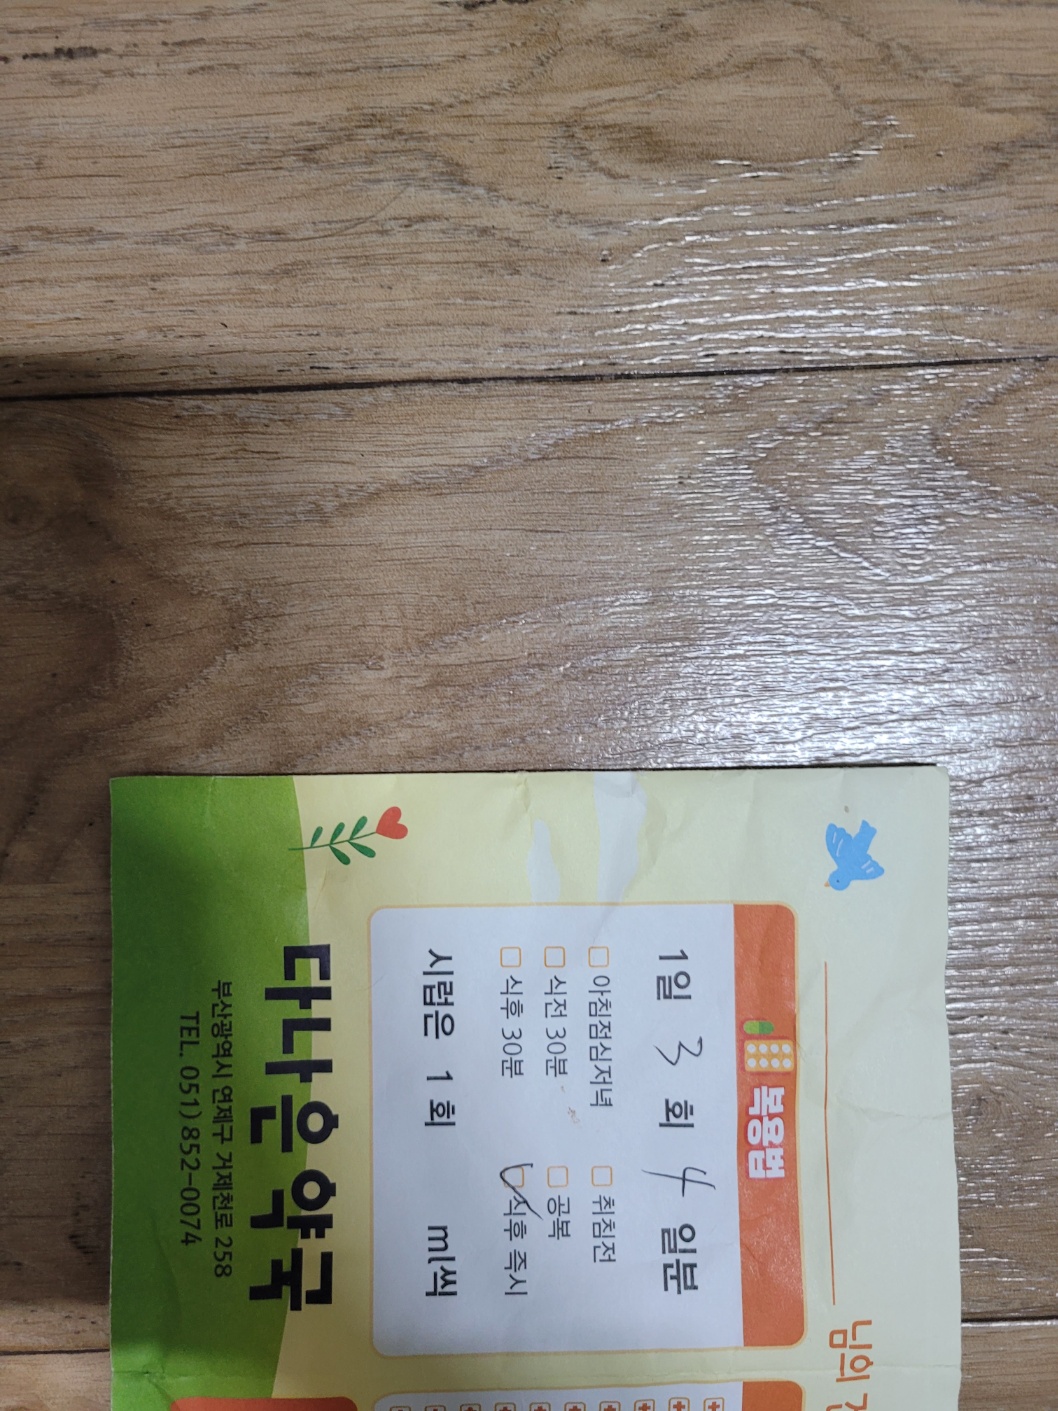 님의
복용법
1일 3 회 4 일분
□ 아침점심저녁 □ 취침전
□ 식전 30분 □ 공복
□ 식후 30분 ☑ 식후 즉시
시럽은 1 회 ml씩
다나은약국
부산광역시 연제구 거제천로 258
TEL. 051) 852-0074